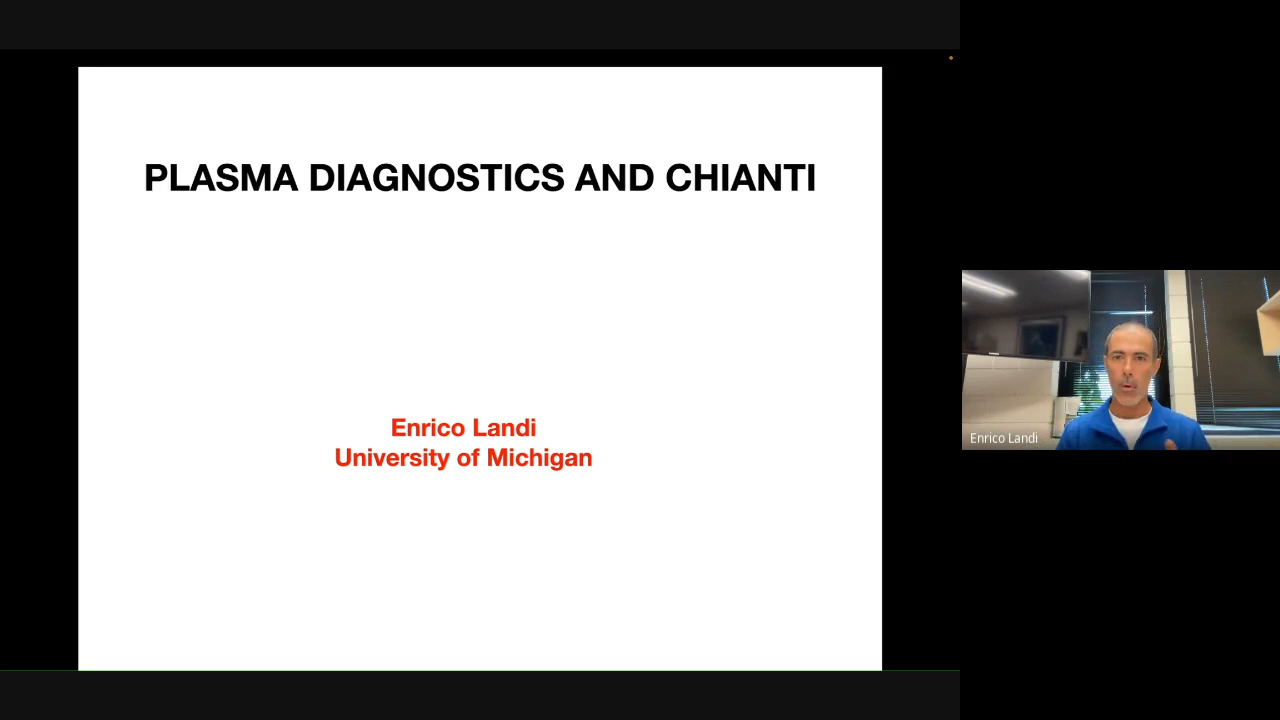 PLASMA DIAGNOSTICS AND CHIANTI
Enrico Landi
University of Michigan
Enrico Landi